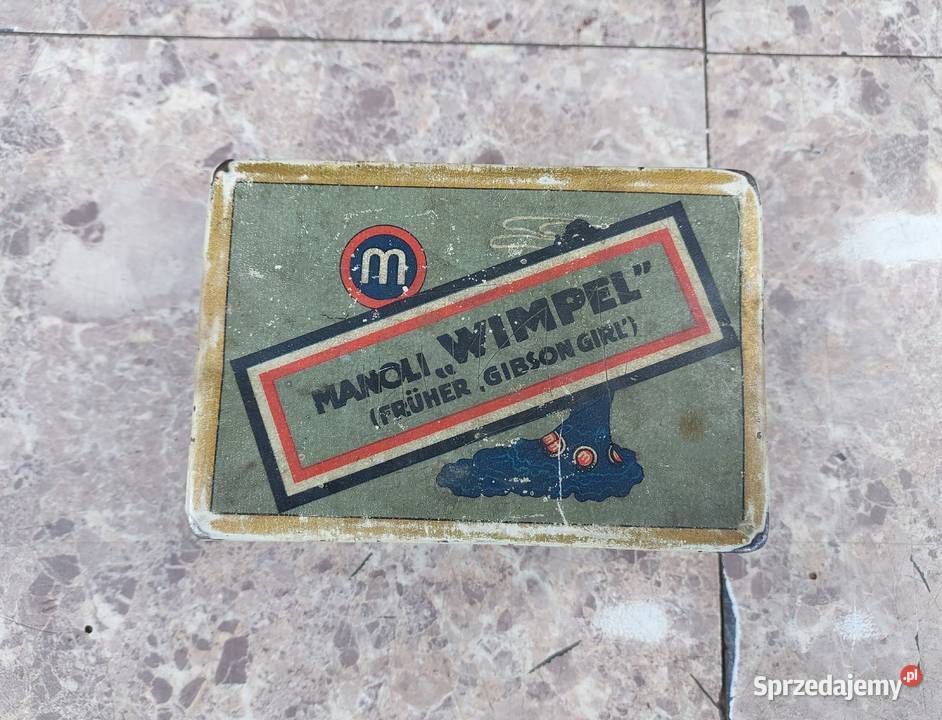 m
MANOLI „WIMPEL”
(FRÜHER ‚GIBSON GIRL’)
Sprzedajemy.pl